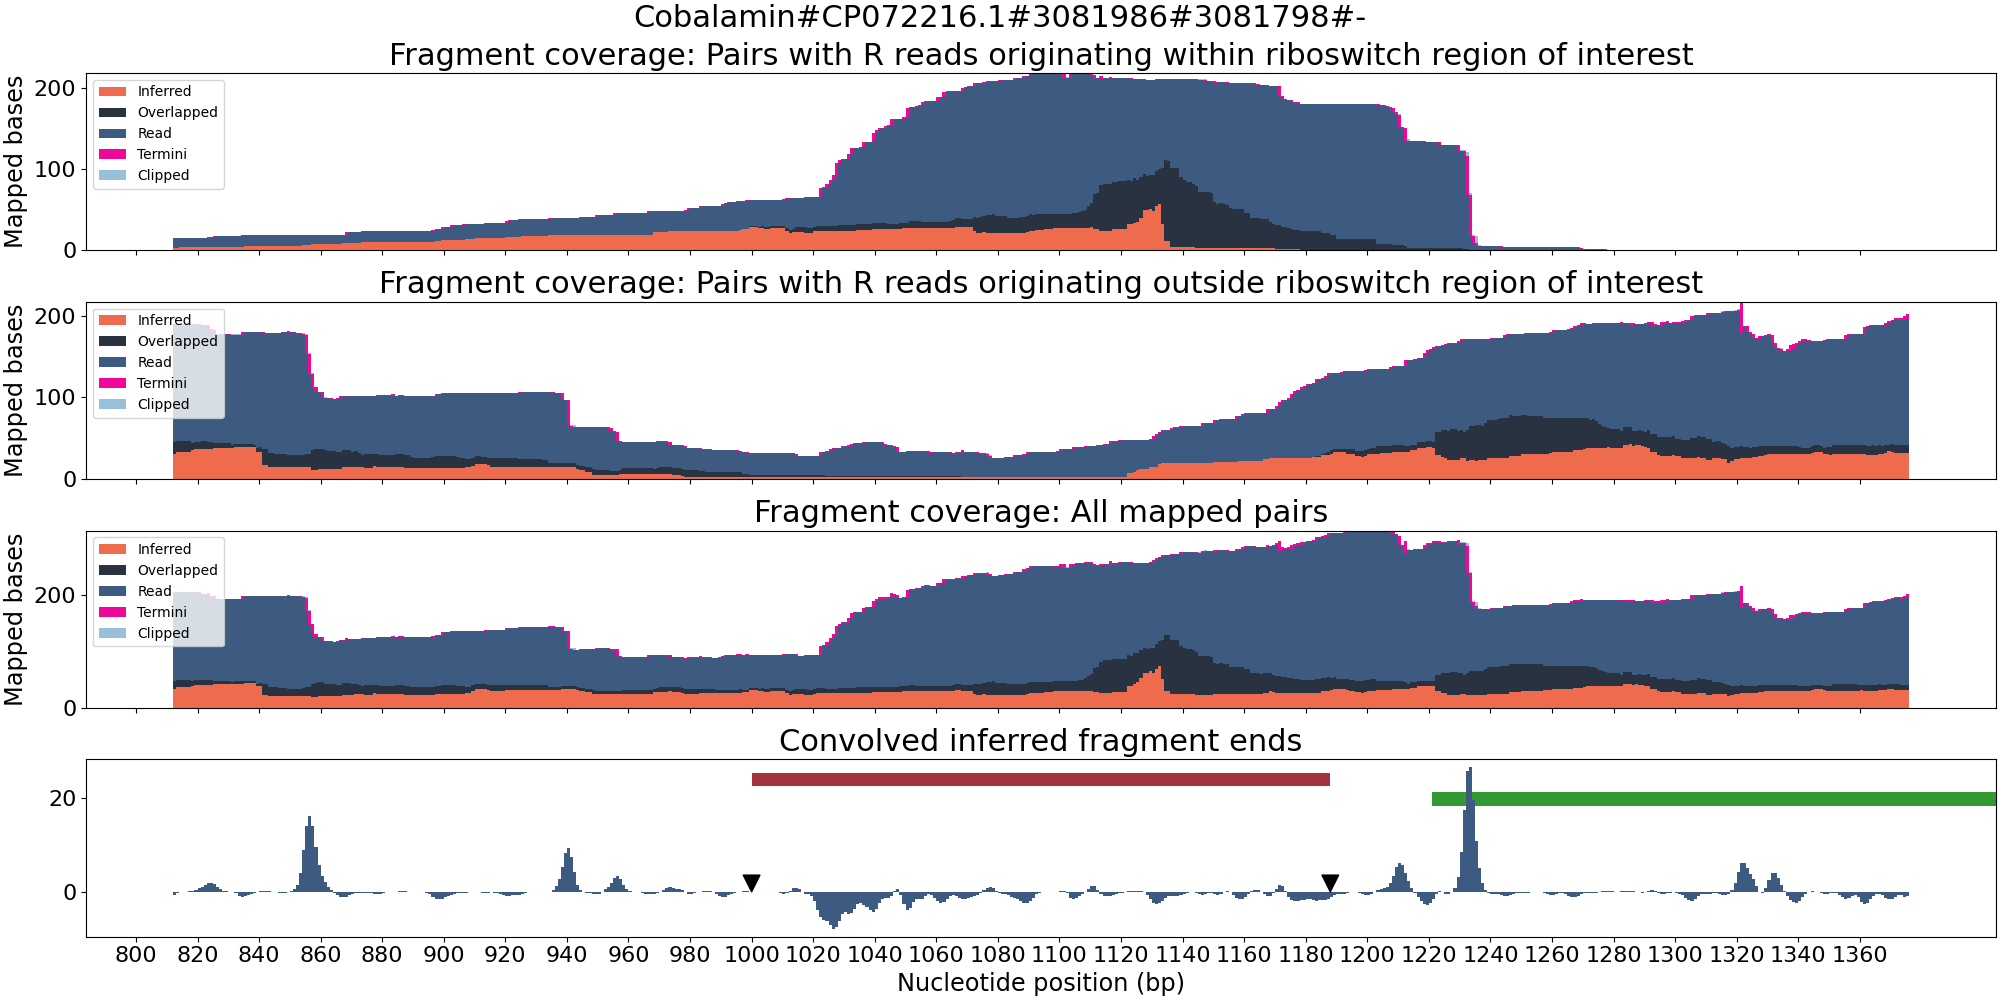 Cobalamin#CP072216.1#3081986#3081798#-
Fragment coverage: Pairs with R reads originating within riboswitch region of interest
Mapped bases
200
100
0
Inferred
Overlapped
Read
Termini
Clipped
Fragment coverage: Pairs with R reads originating outside riboswitch region of interest
Mapped bases
200
100
0
Inferred
Overlapped
Read
Termini
Clipped
Fragment coverage: All mapped pairs
Mapped bases
200
0
Inferred
Overlapped
Read
Termini
Clipped
Convolved inferred fragment ends
20
0
800 820 840 860 880 900 920 940 960 980 1000 1020 1040 1060 1080 1100 1120 1140 1160 1180 1200 1220 1240 1260 1280 1300 1320 1340 1360
Nucleotide position (bp)